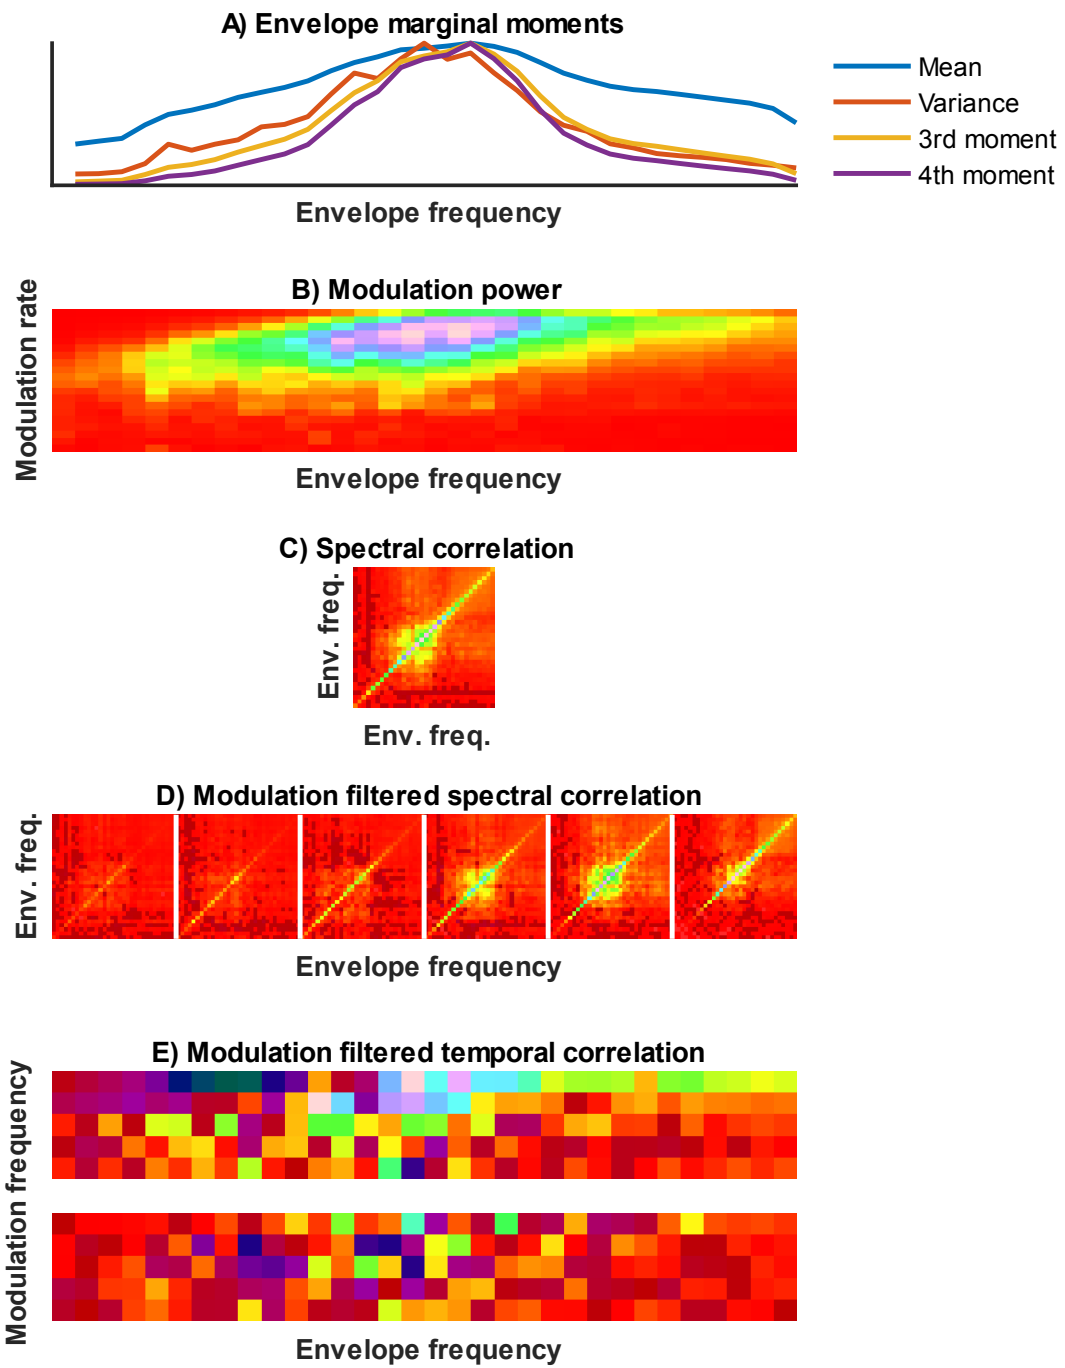 A) Envelope marginal moments
Mean
Variance
3rd moment
4th moment
Envelope frequency
B) Modulation power
Modulation rate
Envelope frequency
C) Spectral correlation
Env. freq.
Env. freq.
D) Modulation filtered spectral correlation
Env. freq.
Envelope frequency
E) Modulation filtered temporal correlation
Modulation frequency
Envelope frequency